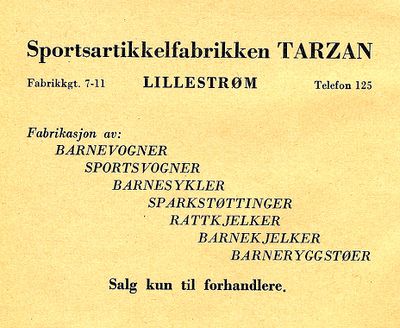 Sportsartikkelfabrikken TARZAN
Fabrikkgt. 7-11 LILLESTRØM Telefon 125
Fabrikasjon av:
BARNEVOGNER
SPORTSVOGNER
BARNESYKLER
SPARKSTØTTINGER
RATTKJELKER
BARNEKJELKER
BARNERYGGSTØER
Salg kun til forhandlere.